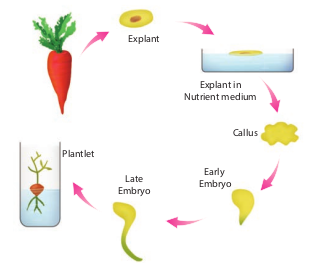 Explant
Explant in
Nutrient medium
Callus
Early
Embryo
Late
Embryo
Plantlet